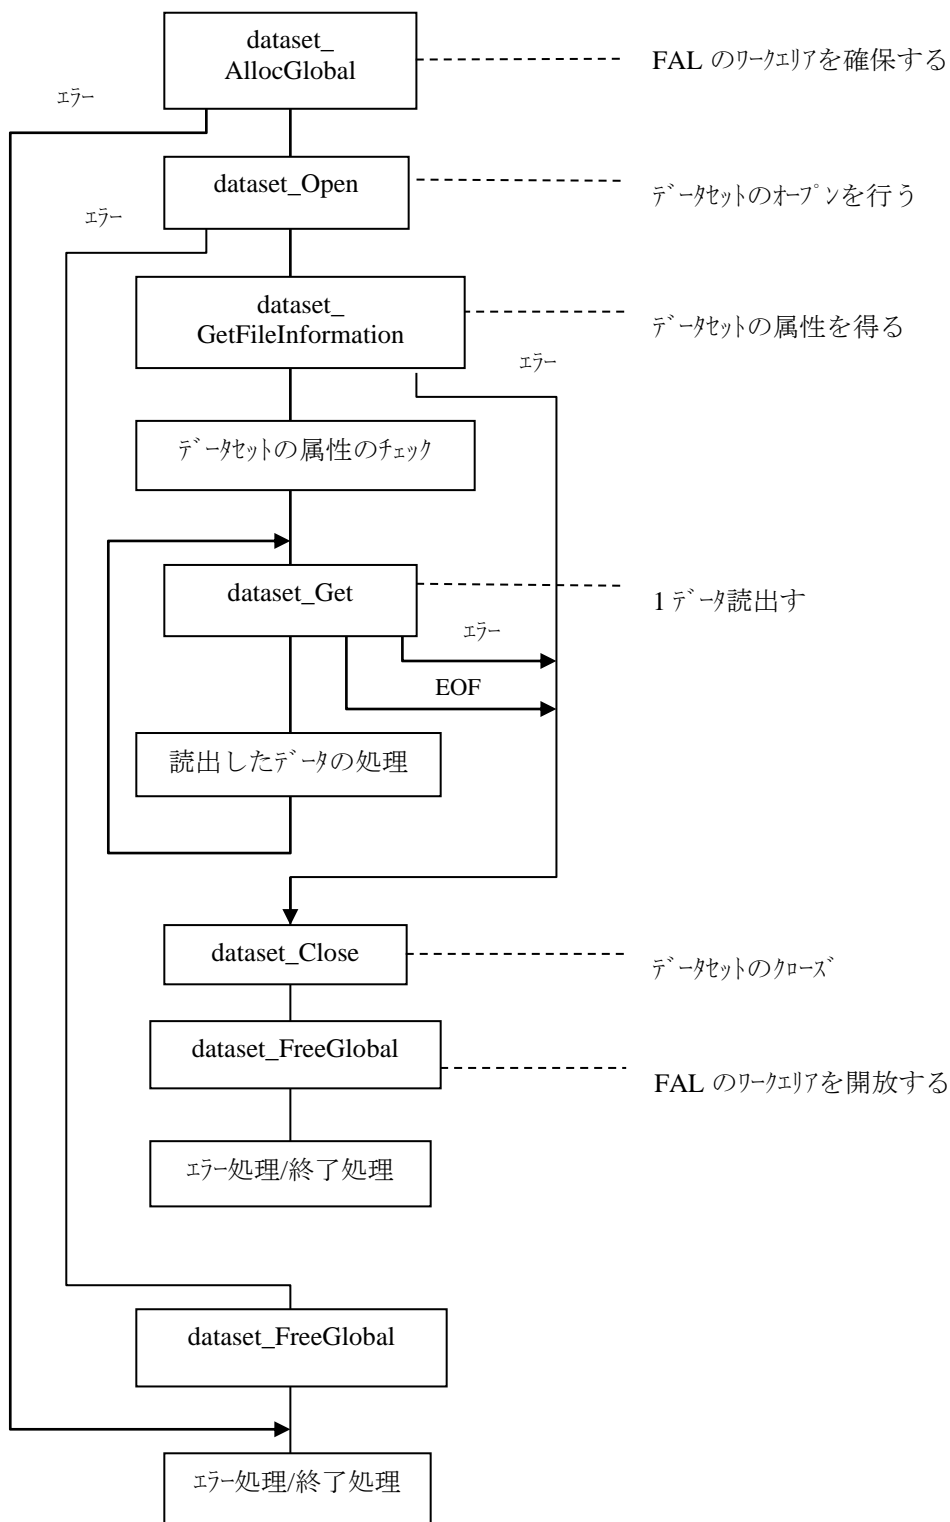 dataset_
AllocGlobal
FAL のﾜｰｸｴﾘｱを確保する
ｴﾗｰ
dataset_Open
ﾃﾞｰﾀｾｯﾄのｵｰﾌﾟﾝを行う
ｴﾗｰ
dataset_
GetFileInformation
ﾃﾞｰﾀｾｯﾄの属性を得る
ｴﾗｰ
ﾃﾞｰﾀｾｯﾄの属性のﾁｪｯｸ
dataset_Get
1 ﾃﾞｰﾀ読出す
ｴﾗｰ
EOF
読出したﾃﾞｰﾀの処理
dataset_Close
ﾃﾞｰﾀｾｯﾄのｸﾛｰｽﾞ
dataset_FreeGlobal
FAL のﾜｰｸｴﾘｱを開放する
ｴﾗｰ処理/終了処理
dataset_FreeGlobal
ｴﾗｰ処理/終了処理